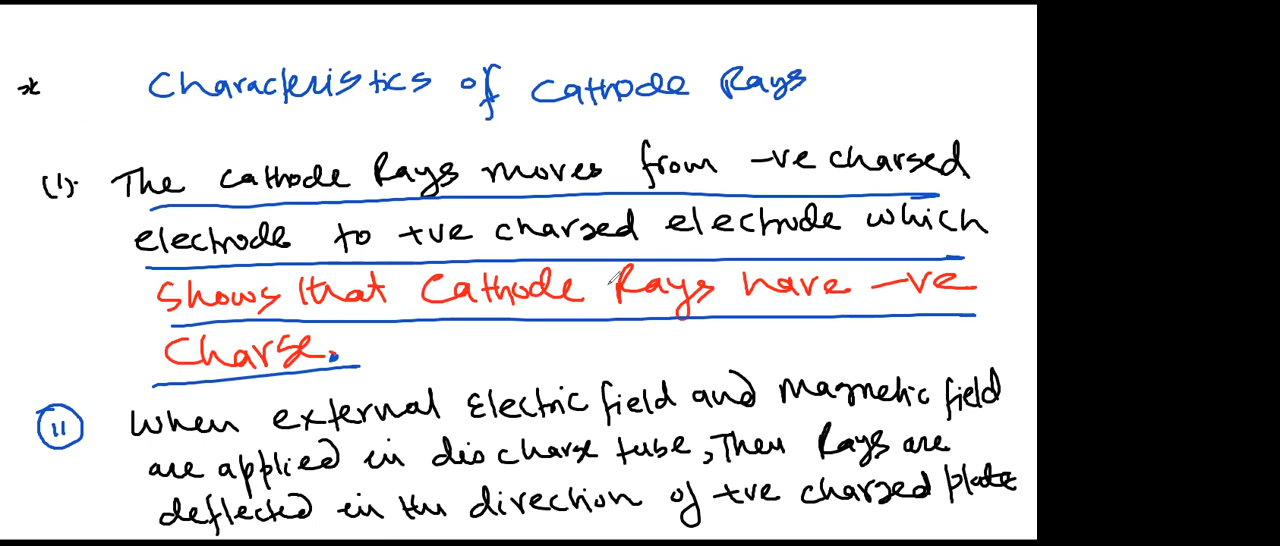 * Characteristics of Cathode Rays
(1). The cathode Rays moves from -ve charged
electrode to +ve charged electrode which
shows that Cathode Rays have -ve
Charge.
(11) When external Electric field and Magnetic field
are applied in discharge tube, Then Rays are
deflected in the direction of +ve charged plate